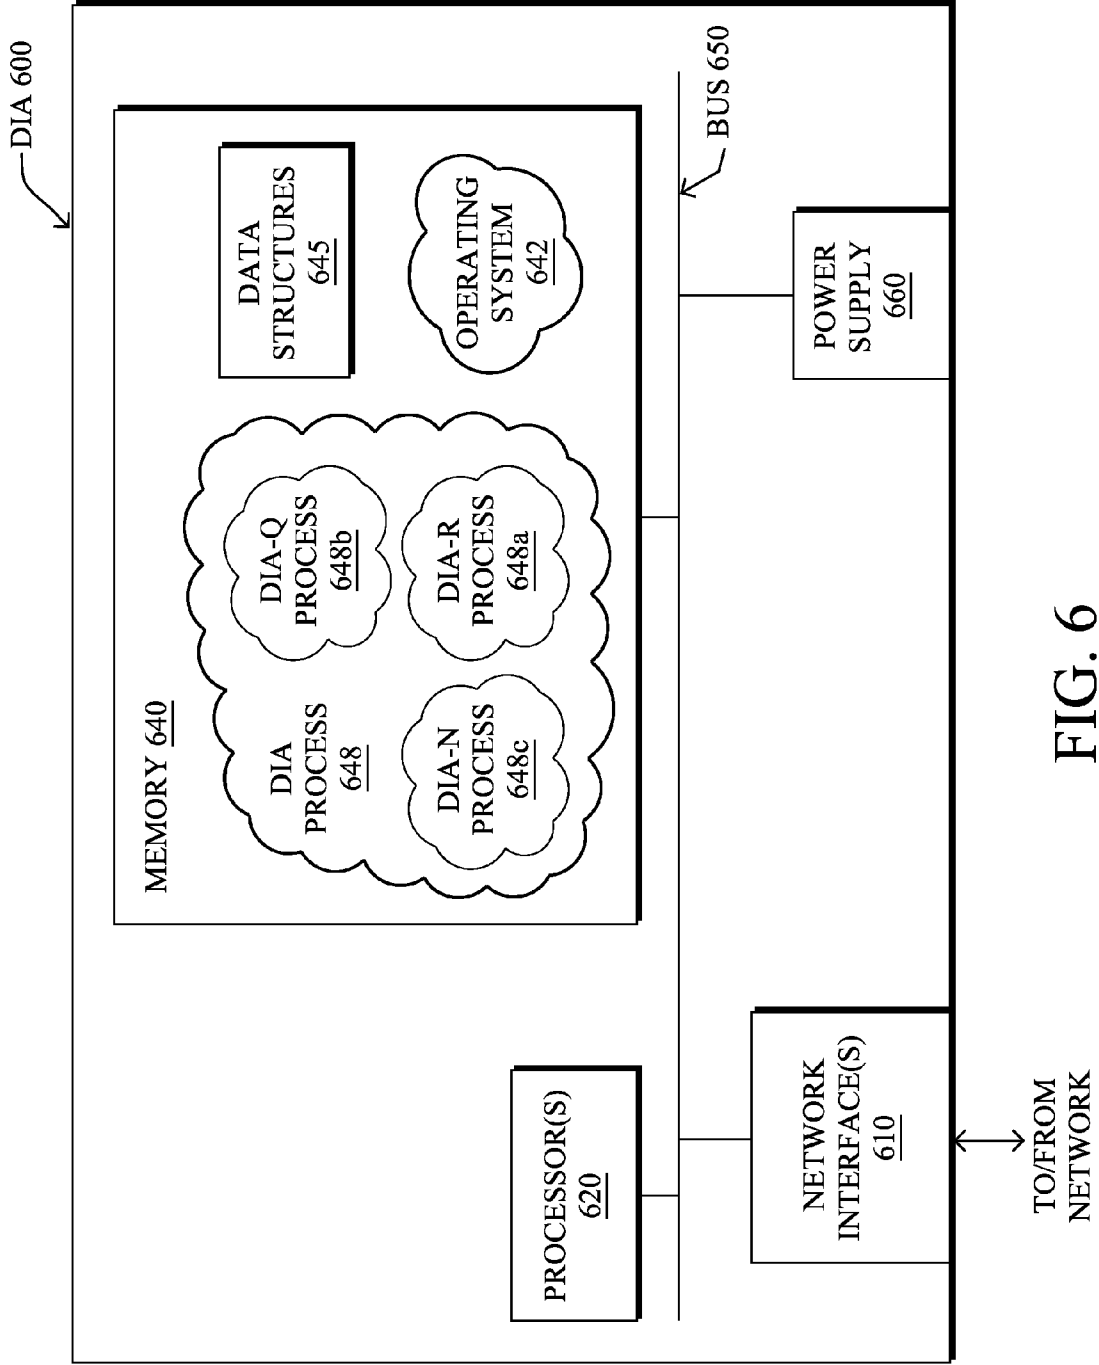 DIA 600
MEMORY 640
DIA
PROCESS
648
DIA-Q
PROCESS
648b
DATA
STRUCTURES
645
DIA-N
PROCESS
648c
DIA-R
PROCESS
648a
OPERATING
SYSTEM
642
PROCESSOR(S)
620
BUS 650
NETWORK
INTERFACE(S)
610
POWER
SUPPLY
660
TO/FROM
NETWORK
FIG. 6